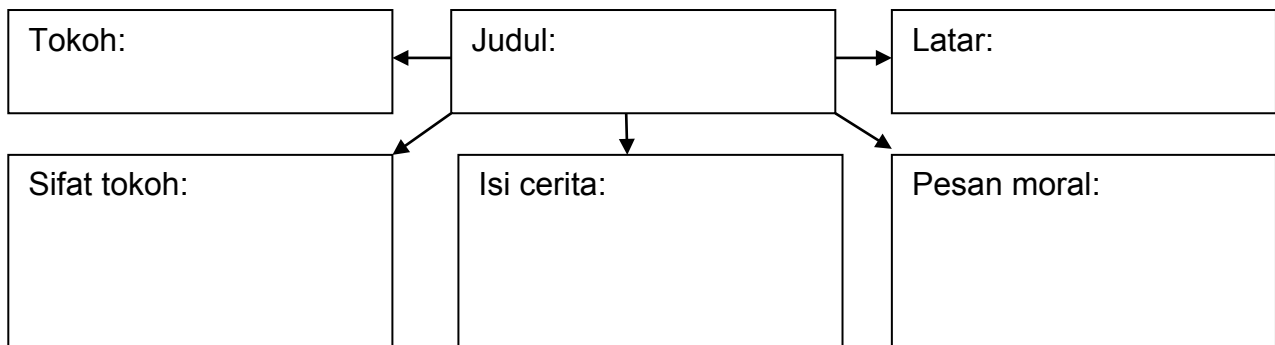 Tokoh:
Judul:
Latar:
Sifat tokoh:
Isi cerita:
Pesan moral: